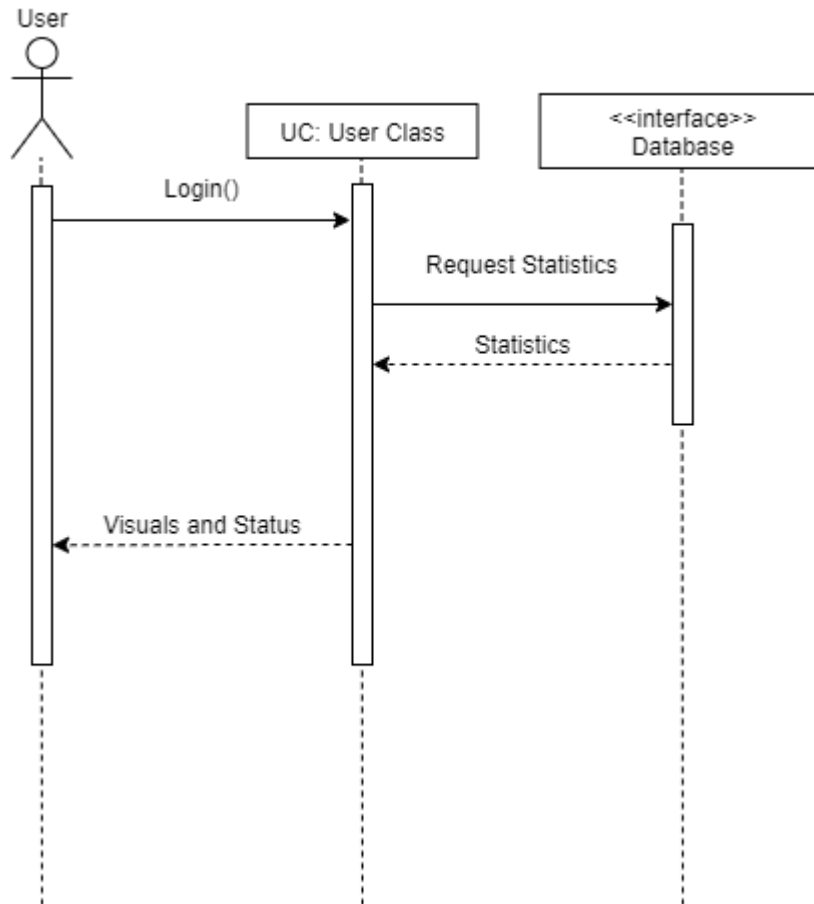 User
UC: User Class
<<interface>>
Database
Login()
Request Statistics
Statistics
Visuals and Status